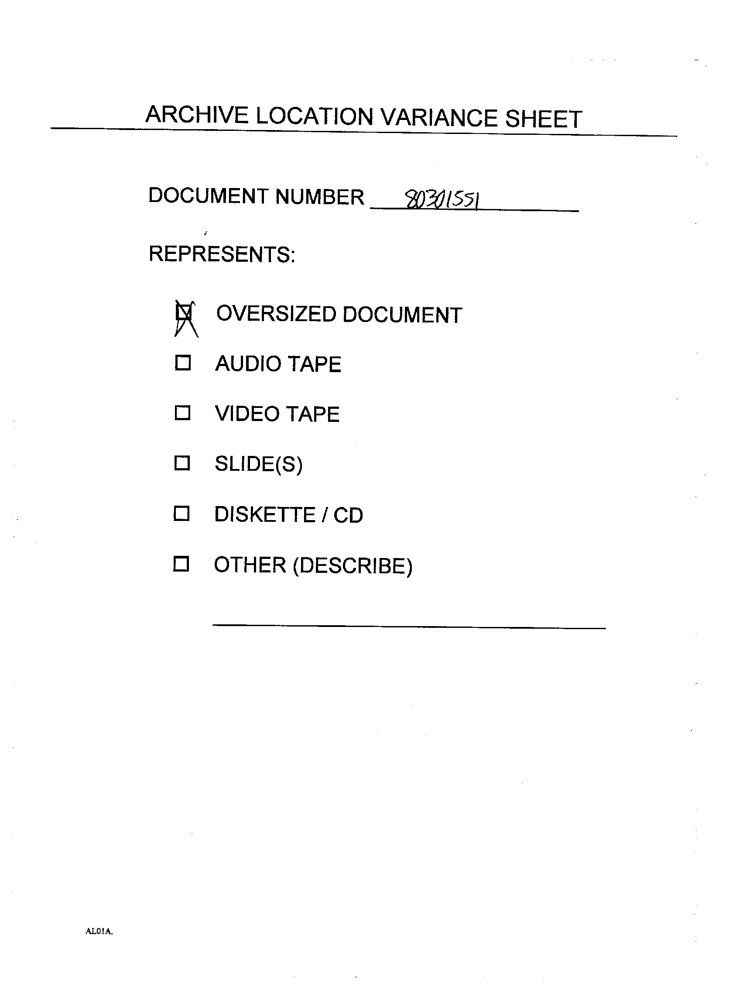 ARCHIVE LOCATION VARIANCE SHEET
DOCUMENT NUMBER 80301551
REPRESENTS:
OVERSIZED DOCUMENT
AUDIO TAPE
VIDEO TAPE
SLIDE(S)
DISKETTE / CD
OTHER (DESCRIBE)
AL01A.